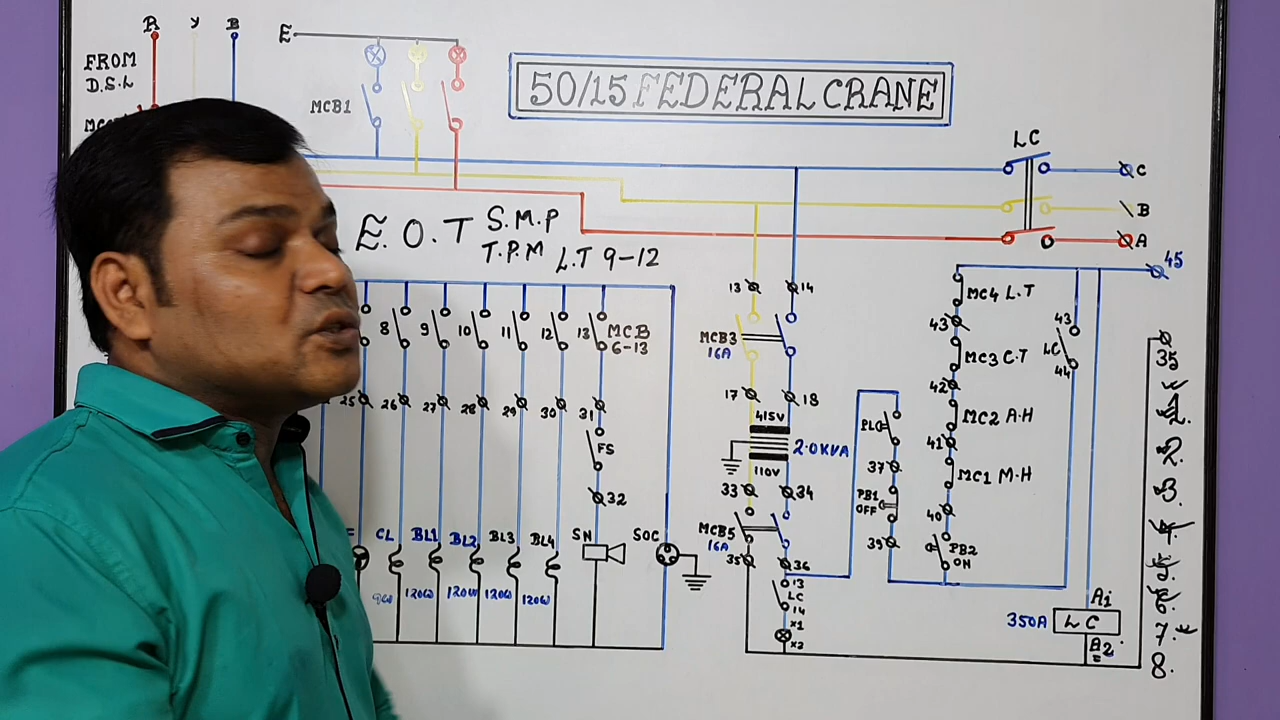 R Y B E
FROM
D.S.L
MCB1
50/15 FEDERAL CRANE
LC
C
B
A
E.O.T S.M.P
T.P.M L.T 9-12
45
13 14
MCB3
16A
17 18
415V
2.0KVA
110V
33 34
MCB5
16A
35 36
13
LC
14
X1
X2
8 9 10 11 12 13 MCB
6-13
25 26 27 28 29 30 31
FS
32
CL BL1 BL2 BL3 BL4 SN SOC
120W 120W 120W 120W
PL
37
PB1
OFF
39
MC4 L.T
43
MC3 C.T
42
MC2 A.H
41
MC1 M.H
40
PB2
ON
43
LC
44
A1
350A LC
A2
35
1.
2.
3.
4.
5.
6.
7.
8.